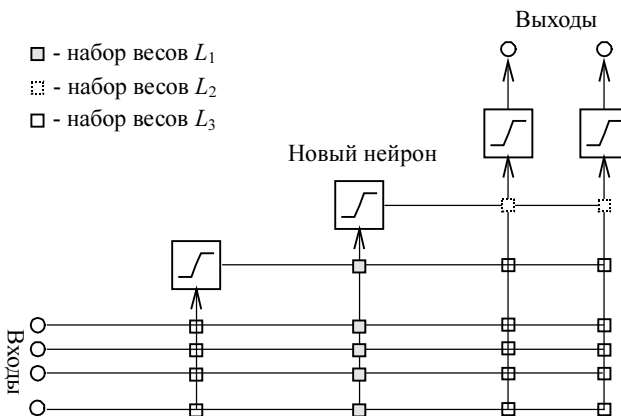 Выходы
- набор весов L1
- набор весов L2
- набор весов L3
Новый нейрон
Входы